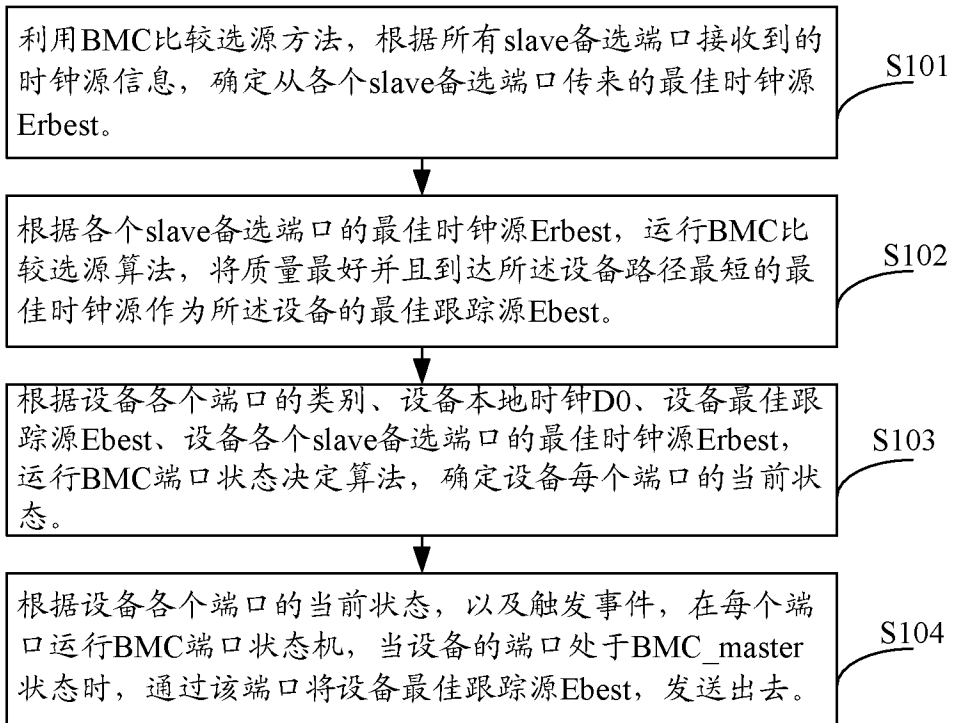 利用BMC比较选源方法，根据所有slave备选端口接收到的
时钟源信息，确定从各个slave备选端口传来的最佳时钟源
Erbest。
S101
根据各个slave备选端口的最佳时钟源Erbest，运行BMC比
较选源算法，将质量最好并且到达所述设备路径最短的最
佳时钟源作为所述设备的最佳跟踪源Ebest。
S102
根据设备各个端口的类别、设备本地时钟D0、设备最佳跟
踪源Ebest、设备各个slave备选端口的最佳时钟源Erbest，
运行BMC端口状态决定算法，确定设备每个端口的当前状
态。
S103
根据设备各个端口的当前状态，以及触发事件，在每个端
口运行BMC端口状态机，当设备的端口处于BMC_master
状态时，通过该端口将设备最佳跟踪源Ebest，发送出去。
S104